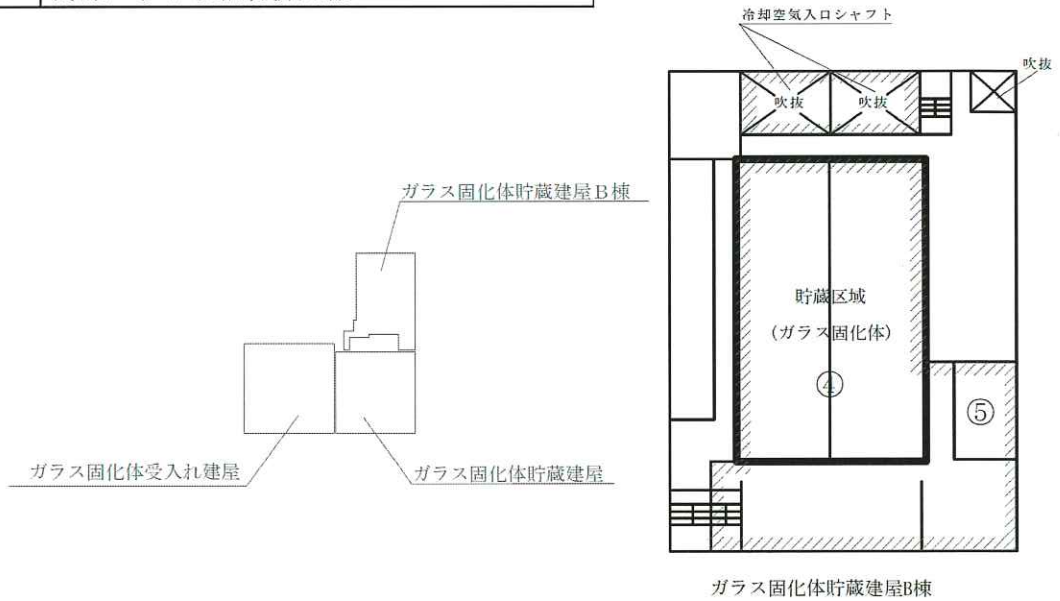 冷却空気入口シャフト
吹抜
吹抜
吹抜
ガラス固化体貯蔵建屋B棟
貯蔵区域
(ガラス固化体)
④
⑤
ガラス固化体受入れ建屋
ガラス固化体貯蔵建屋
ガラス固化体貯蔵建屋B棟